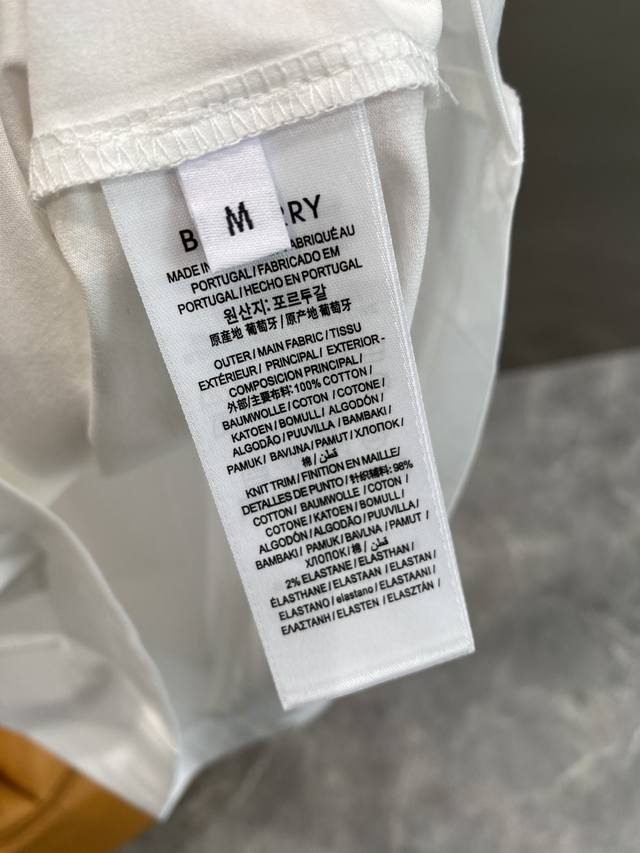 M
B RRY
MADE IN ABRIQUÉ AU
PORTUGAL / FABRICADO EM
PORTUGAL / HECHO EN PORTUGAL
원산지: 포르투갈
原産地 葡萄牙 / 原产地 葡萄牙
OUTER / MAIN FABRIC / TISSU
EXTÉRIEUR / PRINCIPAL / EXTERIOR -
COMPOSICION PRINCIPAL /
外部/主要布料: 100% COTTON /
BAUMWOLLE / COTON / COTONE /
KATOEN / BOMULL / ALGODÓN /
ALGODÃO / PUUVILLA / BAMBAKI /
PAMUK / BAVLNA / PAMUT / ХЛОПОК /
棉 / قطن
KNIT TRIM / FINITION EN MAILLE/
DETALLES DE PUNTO / 针织辅料: 98%
COTTON / BAUMWOLLE / COTON /
COTONE / KATOEN / BOMULL /
ALGODÓN / ALGODÃO / PUUVILLA /
BAMBAKI / PAMUK / BAVLNA / PAMUT /
ХЛОПОК / 棉 / قطن
2% ELASTANE / ELASTHAN /
ÉLASTHANE / ELASTAAN / ELASTAN /
ELASTANO / elastano / ELASTAANI /
ΕΛΑΣΤΑΝΗ / ELASTEN / ELASZTÁN /